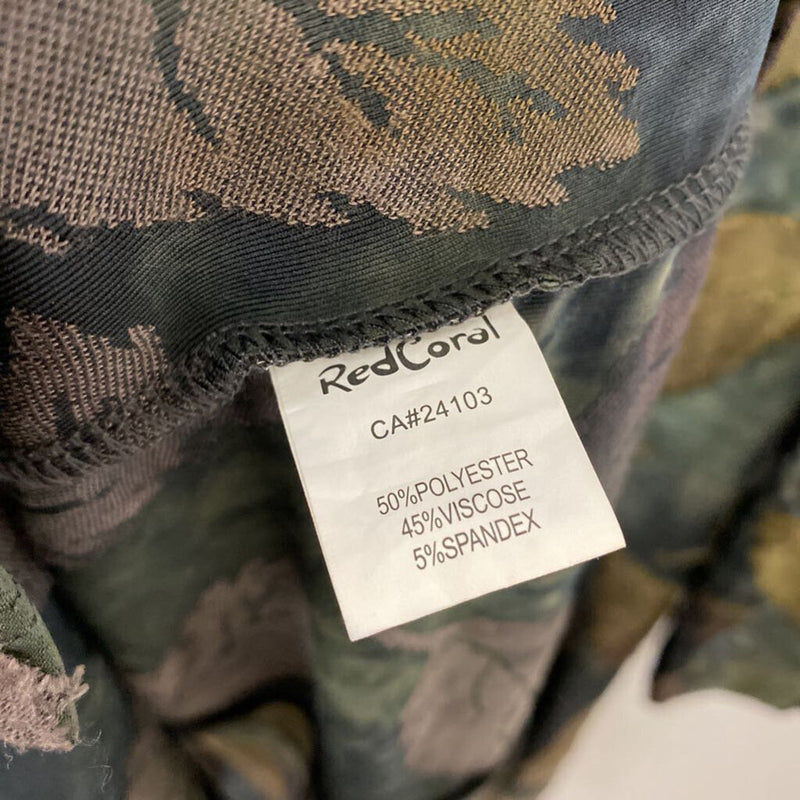 RedCoral
CA#24103
50%POLYESTER
45%VISCOSE
5%SPANDEX